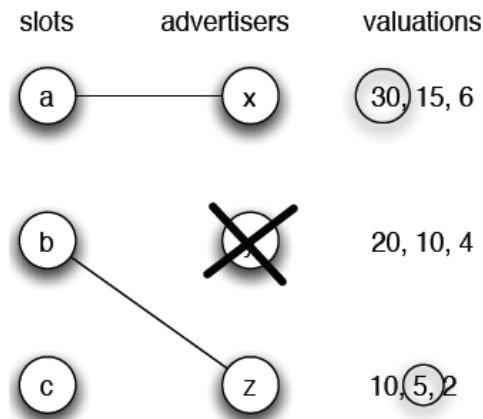 slots advertisers valuations
a x 30, 15, 6
b 20, 10, 4
c z 10, 5, 2